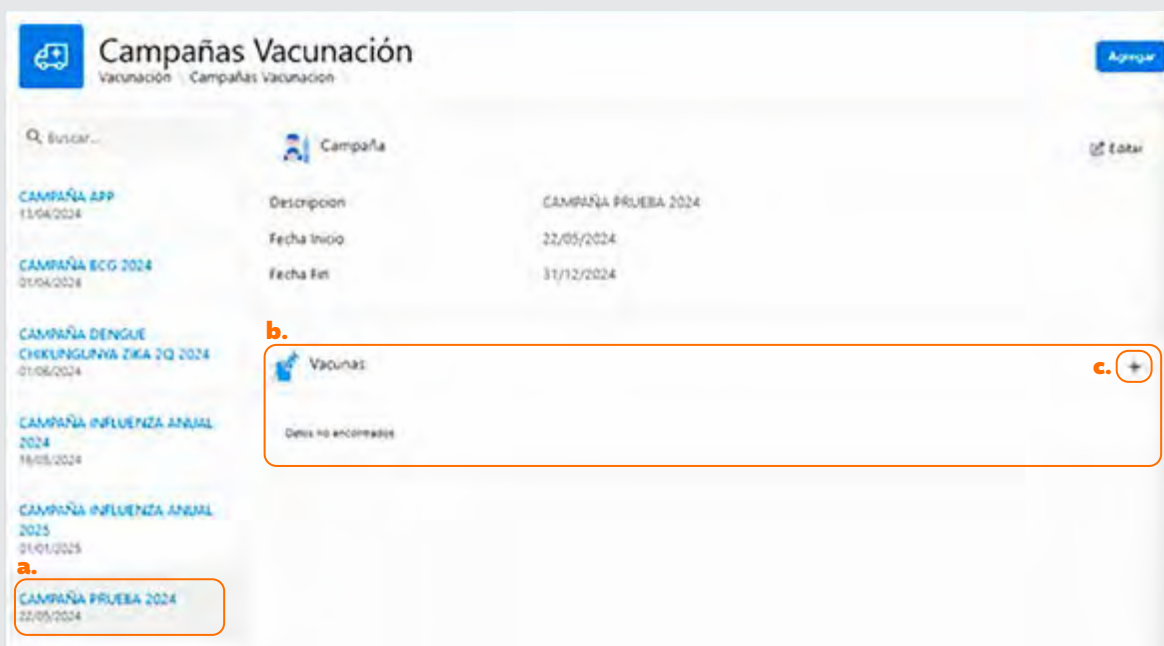 Campañas Vacunación
Vacunación Campañas Vacunacion
Agregar
Buscar...
CAMPAÑA APP
13/04/2024
CAMPAÑA BCG 2024
01/04/2024
CAMPAÑA DENGUE
CHIKUNGUNYA ZIKA 2Q 2024
01/06/2024
CAMPAÑA INFLUENZA ANUAL
2024
16/05/2024
CAMPAÑA INFLUENZA ANUAL
2025
01/01/2025
a.
CAMPAÑA PRUEBA 2024
22/05/2024
Campaña
Editar
Descripcion
CAMPAÑA PRUEBA 2024
Fecha Inicio
22/05/2024
Fecha Fin
31/12/2024
b.
Vacunas
c. +
Datos no encontrados